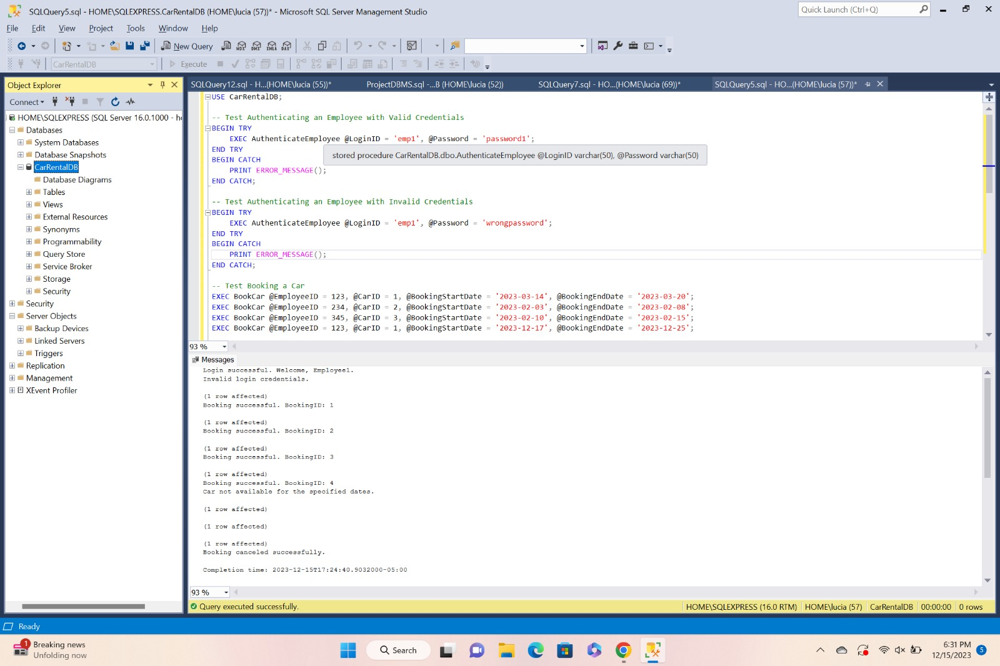 SQLQuery5.sql - HOME\SQLEXPRESS.CarRentalDB (HOME\lucia (57))* - Microsoft SQL Server Management Studio
Quick Launch (Ctrl+Q)
File Edit View Project Tools Window Help
New Query
MDX DMX XMLA DAX
CarRentalDB
Execute
Object Explorer
SQLQuery12.sql - H...(HOME\lucia (55))*
ProjectDBMS.sql -...B (HOME\lucia (52))
SQLQuery7.sql - HO...(HOME\lucia (69))*
SQLQuery5.sql - HO...(HOME\lucia (57))*
Connect
HOME\SQLEXPRESS (SQL Server 16.0.1000 - h
Databases
System Databases
Database Snapshots
CarRentalDB
Database Diagrams
Tables
Views
External Resources
Synonyms
Programmability
Query Store
Service Broker
Storage
Security
Security
Server Objects
Backup Devices
Linked Servers
Triggers
Replication
Management
XEvent Profiler
USE CarRentalDB;
-- Test Authenticating an Employee with Valid Credentials
BEGIN TRY
EXEC AuthenticateEmployee @LoginID = 'emp1', @Password = 'password1';
END TRY
stored procedure CarRentalDB.dbo.AuthenticateEmployee @LoginID varchar(50), @Password varchar(50)
BEGIN CATCH
PRINT ERROR_MESSAGE();
END CATCH;
-- Test Authenticating an Employee with Invalid Credentials
BEGIN TRY
EXEC AuthenticateEmployee @LoginID = 'emp1', @Password = 'wrongpassword';
END TRY
BEGIN CATCH
PRINT ERROR_MESSAGE();
END CATCH;
-- Test Booking a Car
EXEC BookCar @EmployeeID = 123, @CarID = 1, @BookingStartDate = '2023-03-14', @BookingEndDate = '2023-03-20';
EXEC BookCar @EmployeeID = 234, @CarID = 2, @BookingStartDate = '2023-02-03', @BookingEndDate = '2023-02-08';
EXEC BookCar @EmployeeID = 345, @CarID = 3, @BookingStartDate = '2023-02-10', @BookingEndDate = '2023-02-15';
EXEC BookCar @EmployeeID = 123, @CarID = 1, @BookingStartDate = '2023-12-17', @BookingEndDate = '2023-12-25';
93 %
Messages
Login successful. Welcome, Employee1.
Invalid login credentials.
(1 row affected)
Booking successful. BookingID: 1
(1 row affected)
Booking successful. BookingID: 2
(1 row affected)
Booking successful. BookingID: 3
(1 row affected)
Booking successful. BookingID: 4
Car not available for the specified dates.
(1 row affected)
(1 row affected)
(1 row affected)
Booking canceled successfully.
Completion time: 2023-12-15T17:24:40.9032000-05:00
93 %
Query executed successfully.
HOME\SQLEXPRESS (16.0 RTM) HOME\lucia (57) CarRentalDB 00:00:00 0 rows
Ready
1
Breaking news
Unfolding now
Search
6:31 PM
12/15/2023
5